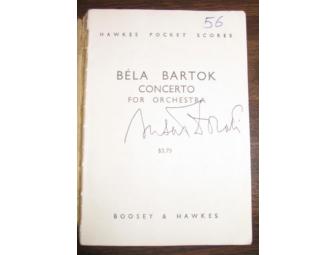 56
HAWKES POCKET SCORES
BÉLA BARTOK
CONCERTO
FOR ORCHESTRA
$3.75
BOOSEY & HAWKES